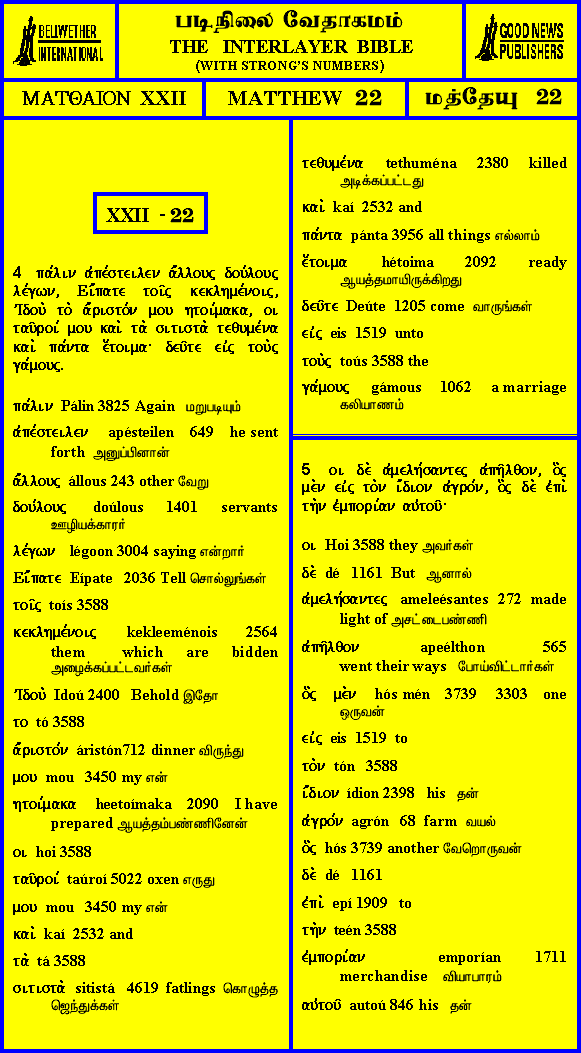 BELLWETHER
INTERNATIONAL
படிநிலை வேதாகமம்
THE INTERLAYER BIBLE
(WITH STRONG'S NUMBERS)
GOOD NEWS
PUBLISHERS
ΜΑΤΘΑΙΟΝ XXII
MATTHEW 22
மத்தேயு 22
XXII - 22
4 πάλιν ἀπέστειλεν ἄλλους δούλους
λέγων, Εἴπατε τοῖς κεκλημένοις,
Ἰδοὺ τὸ ἄριστόν μου ητοίμακα, οι
ταῦροί μου καὶ τὰ σιτιστὰ τεθυμένα
καὶ πάντα ἕτοιμα· δεῦτε εἰς τοὺς
γάμους.
πάλιν Pálin 3825 Again மறுபடியும்
ἀπέστειλεν apésteilen 649 he sent
forth அனுப்பினான்
ἄλλους állous 243 other வேறு
δούλους doúlous 1401 servants
ஊழியக்காரர்
λέγων légoon 3004 saying என்றார்
Εἴπατε Eípate 2036 Tell சொல்லுங்கள்
τοῖς toís 3588
κεκλημένοις kekleeménois 2564
them which are bidden
அழைக்கப்பட்டவர்கள்
Ἰδοὺ Idoú 2400 Behold இதோ
το tó 3588
ἄριστόν áristón712 dinner விருந்து
μου mou 3450 my என்
ητοίμακα heetoímaka 2090 I have
prepared ஆயத்தம்பண்ணினேன்
οι hoi 3588
ταῦροί taúroí 5022 oxen எருது
μου mou 3450 my என்
καὶ kaí 2532 and
τὰ tá 3588
σιτιστὰ sitistá 4619 fatlings கொழுத்த
ஜெந்துக்கள்
τεθυμένα tethuména 2380 killed
அடிக்கப்பட்டது
καὶ kaí 2532 and
πάντα pánta 3956 all things எல்லாம்
ἕτοιμα hétoima 2092 ready
ஆயத்தமாயிருக்கிறது
δεῦτε Deúte 1205 come வாருங்கள்
εἰς eis 1519 unto
τοὺς toús 3588 the
γάμους gámous 1062 a marriage
கலியாணம்
5 οι δὲ ἀμελήσαντες ἀπῆλθον, ὃς
μὲν εἰς τὸν ἴδιον ἀγρόν, ὃς δὲ ἐπὶ
τὴν ἐμπορίαν αὐτοῦ·
οι Hoi 3588 they அவர்கள்
δὲ dé 1161 But ஆனால்
ἀμελήσαντες ameleésantes 272 made
light of அசட்டைபண்ணி
ἀπῆλθον apeélthon 565
went their ways போய்விட்டார்கள்
ὃς μὲν hós mén 3739 3303 one
ஒருவன்
εἰς eis 1519 to
τὸν tón 3588
ἴδιον ídion 2398 his தன்
ἀγρόν agrón 68 farm வயல்
ὃς hós 3739 another வேறொருவன்
δὲ dé 1161
ἐπὶ epí 1909 to
τὴν teén 3588
ἐμπορίαν emporían 1711
merchandise வியாபாரம்
αὐτοῦ autoú 846 his தன்